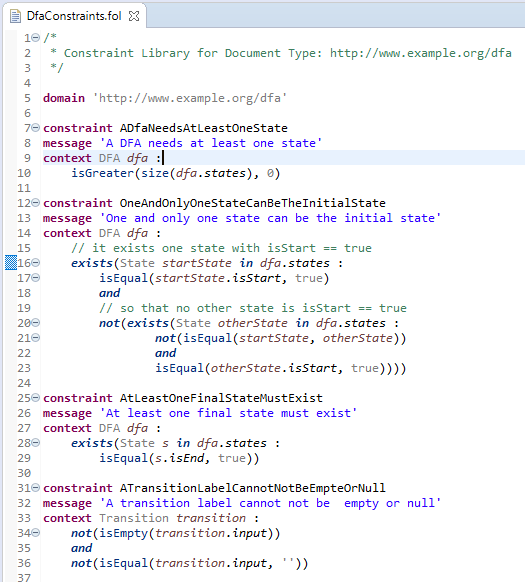 DfaConstraints.fol
1 /*
2  * Constraint Library for Document Type: http://www.example.org/dfa
3  */
4
5 domain 'http://www.example.org/dfa'
6
7 constraint ADfaNeedsAtLeastOneState
8 message 'A DFA needs at least one state'
9 context DFA dfa :
10     isGreater(size(dfa.states), 0)
11
12 constraint OneAndOnlyOneStateCanBeTheInitialState
13 message 'One and only one state can be the initial state'
14 context DFA dfa :
15     // it exists one state with isStart == true
16     exists(State startState in dfa.states :
17         isEqual(startState.isStart, true)
18         and
19         // so that no other state is isStart == true
20         not(exists(State otherState in dfa.states :
21                 not(isEqual(startState, otherState))
22                 and
23                 isEqual(otherState.isStart, true))))
24
25 constraint AtLeastOneFinalStateMustExist
26 message 'At least one final state must exist'
27 context DFA dfa :
28     exists(State s in dfa.states :
29         isEqual(s.isEnd, true))
30
31 constraint ATransitionLabelCannotNotBeEmpteOrNull
32 message 'A transition label cannot not be  empty or null'
33 context Transition transition :
34     not(isEmpty(transition.input))
35     and
36     not(isEqual(transition.input, ''))
37